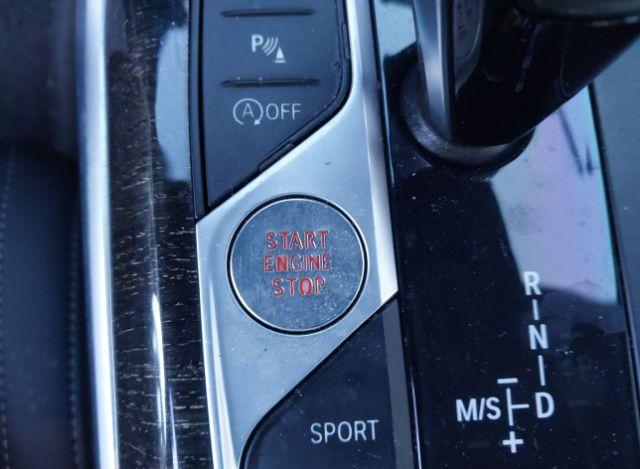 P
A OFF
START
ENGINE
STOP
SPORT
R
N
M/S D
+